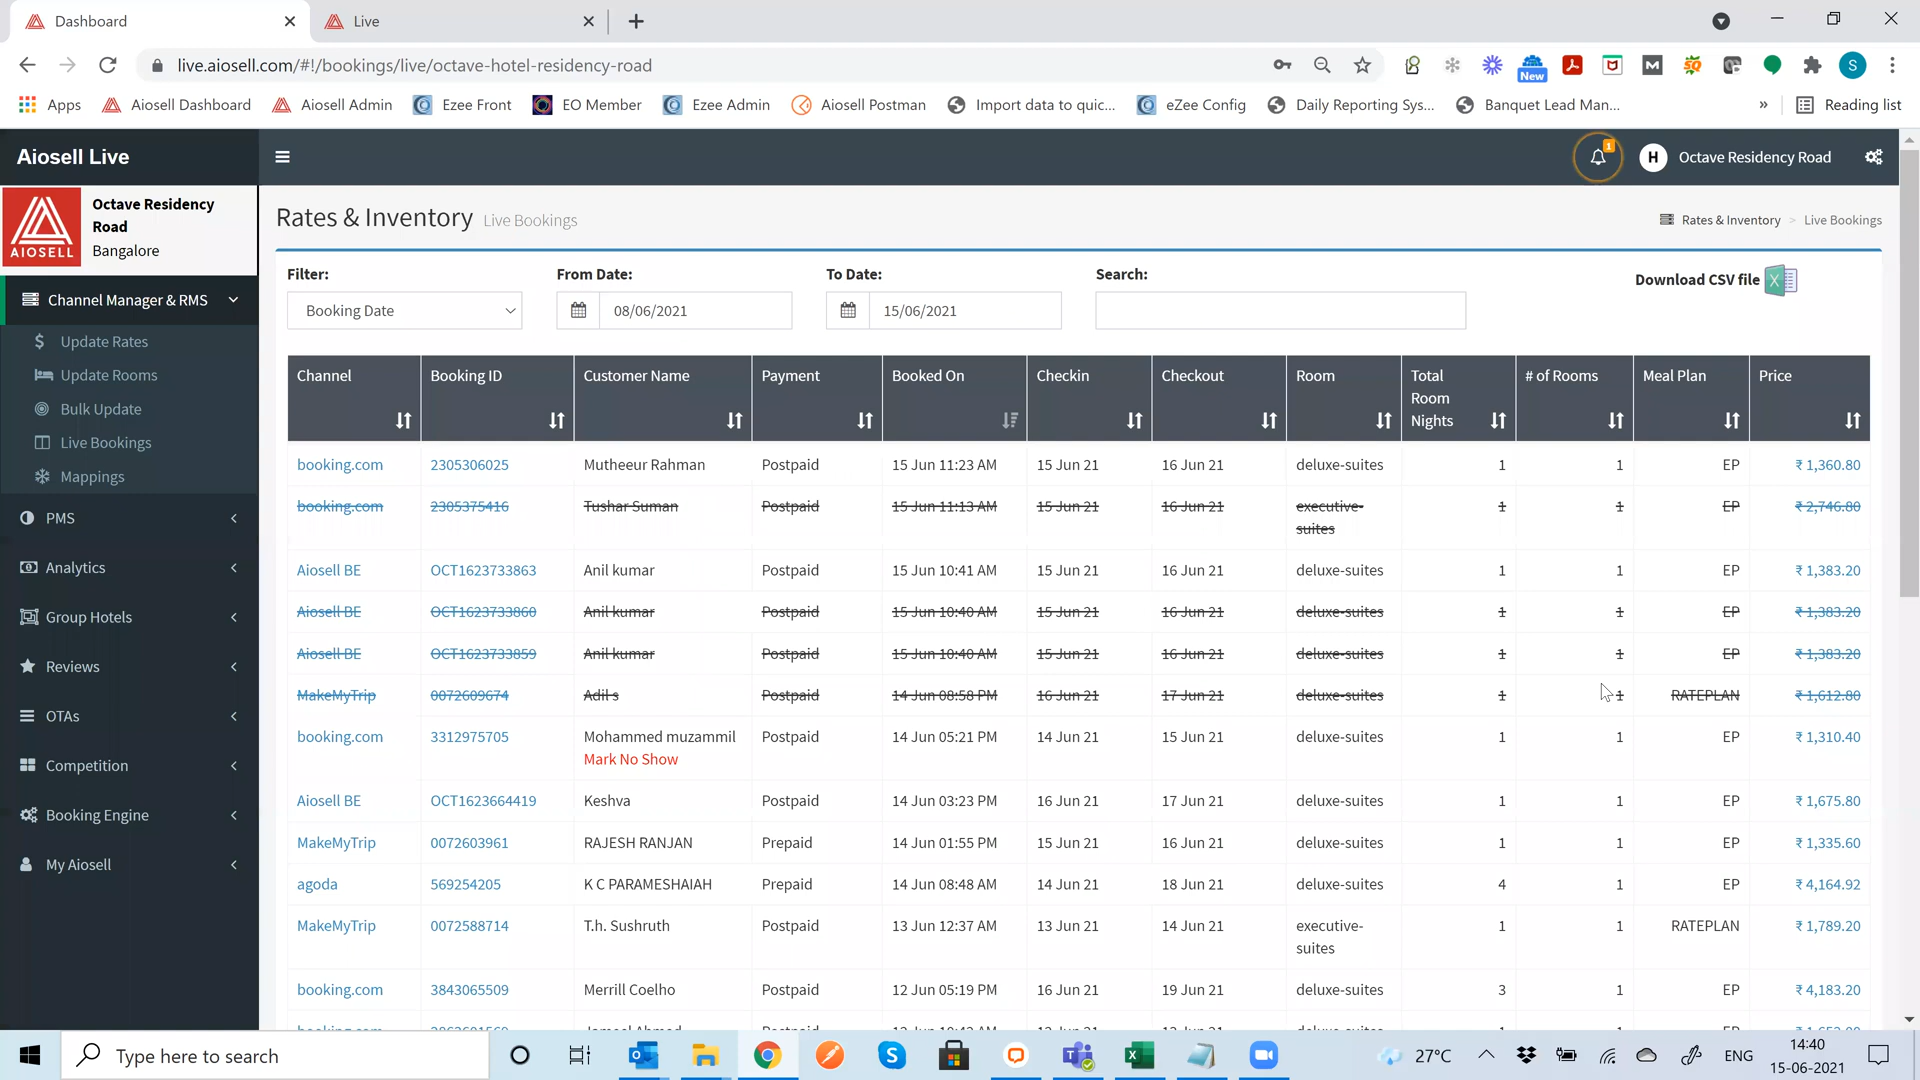 Dashboard
Live
live.aiosell.com/#!/bookings/live/octave-hotel-residency-road
New
S
Apps
Aiosell Dashboard
Aiosell Admin
Ezee Front
EO Member
Ezee Admin
Aiosell Postman
Import data to quic...
eZee Config
Daily Reporting Sys...
Banquet Lead Man...
»
Reading list
Aiosell Live
1
H
Octave Residency Road
AIOSELL
Octave Residency
Road
Bangalore
Channel Manager & RMS
Update Rates
Update Rooms
Bulk Update
Live Bookings
Mappings
PMS
Analytics
Group Hotels
Reviews
OTAs
Competition
Booking Engine
My Aiosell
Rates & Inventory Live Bookings
Rates & Inventory > Live Bookings
Filter:
From Date:
To Date:
Search:
Download CSV file
Booking Date
08/06/2021
15/06/2021
Channel Booking ID Customer Name Payment Booked On Checkin Checkout Room Total Room Nights # of Rooms Meal Plan Price
booking.com 2305306025 Mutheeur Rahman Postpaid 15 Jun 11:23 AM 15 Jun 21 16 Jun 21 deluxe-suites 1 1 EP ₹ 1,360.80
booking.com 2305375416 Tushar Suman Postpaid 15 Jun 11:13 AM 15 Jun 21 16 Jun 21 executive-suites 1 1 EP ₹ 2,746.80
Aiosell BE OCT1623733863 Anil kumar Postpaid 15 Jun 10:41 AM 15 Jun 21 16 Jun 21 deluxe-suites 1 1 EP ₹ 1,383.20
Aiosell BE OCT1623733860 Anil kumar Postpaid 15 Jun 10:40 AM 15 Jun 21 16 Jun 21 deluxe-suites 1 1 EP ₹ 1,383.20
Aiosell BE OCT1623733859 Anil kumar Postpaid 15 Jun 10:40 AM 15 Jun 21 16 Jun 21 deluxe-suites 1 1 EP ₹ 1,383.20
MakeMyTrip 0072609674 Adil s Postpaid 14 Jun 08:58 PM 16 Jun 21 17 Jun 21 deluxe-suites 1 1 RATEPLAN ₹ 1,612.80
booking.com 3312975705 Mohammed muzammil Postpaid 14 Jun 05:21 PM 14 Jun 21 15 Jun 21 deluxe-suites 1 1 EP ₹ 1,310.40
Mark No Show
Aiosell BE OCT1623664419 Keshva Postpaid 14 Jun 03:23 PM 16 Jun 21 17 Jun 21 deluxe-suites 1 1 EP ₹ 1,675.80
MakeMyTrip 0072603961 RAJESH RANJAN Prepaid 14 Jun 01:55 PM 15 Jun 21 16 Jun 21 deluxe-suites 1 1 EP ₹ 1,335.60
agoda 569254205 K C PARAMESHAIAH Prepaid 14 Jun 08:48 AM 14 Jun 21 18 Jun 21 deluxe-suites 4 1 EP ₹ 4,164.92
MakeMyTrip 0072588714 T.h. Sushruth Postpaid 13 Jun 12:37 AM 13 Jun 21 14 Jun 21 executive-suites 1 1 RATEPLAN ₹ 1,789.20
booking.com 3843065509 Merrill Coelho Postpaid 12 Jun 05:19 PM 16 Jun 21 19 Jun 21 deluxe-suites 3 1 EP ₹ 4,183.20
Type here to search
27°C
ENG
14:40
15-06-2021